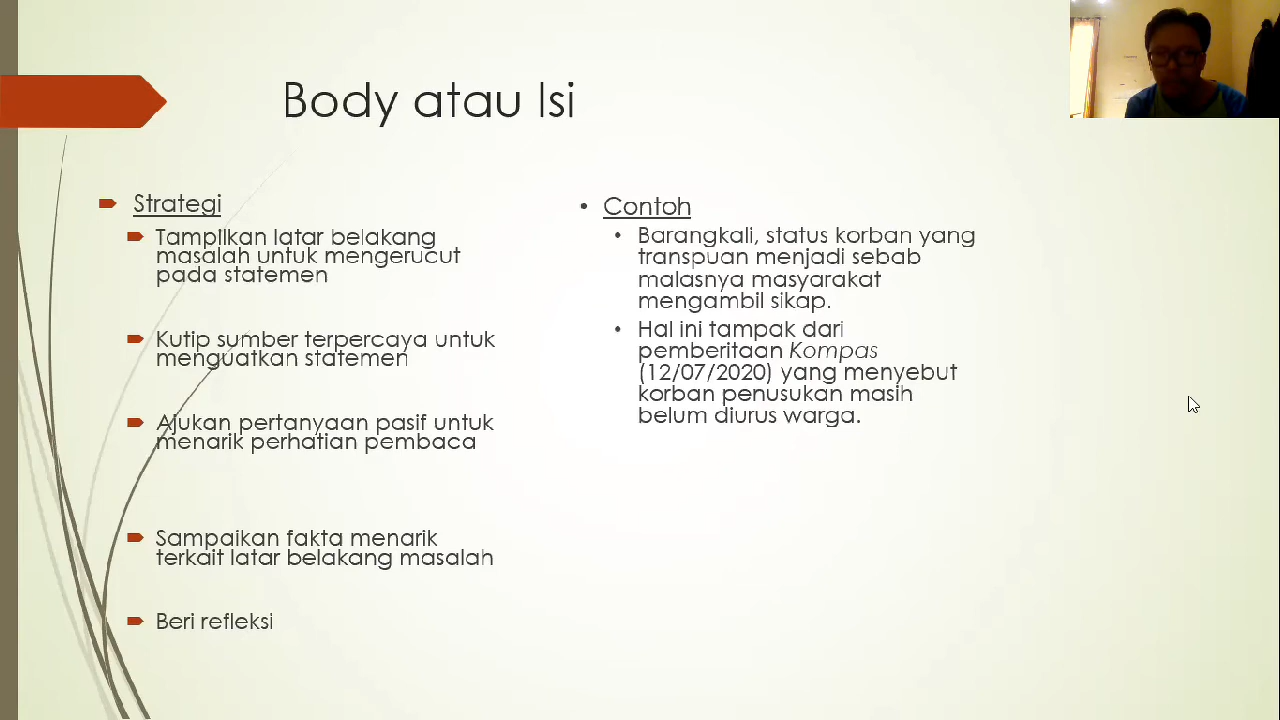 Body atau Isi
Strategi
Tampilkan latar belakang
masalah untuk mengerucut
pada statemen
Kutip sumber terpercaya untuk
menguatkan statemen
Ajukan pertanyaan pasif untuk
menarik perhatian pembaca
Sampaikan fakta menarik
terkait latar belakang masalah
Beri refleksi
Contoh
Barangkali, status korban yang
transpuan menjadi sebab
malasnya masyarakat
mengambil sikap.
Hal ini tampak dari
pemberitaan Kompas
(12/07/2020) yang menyebut
korban penusukan masih
belum diurus warga.